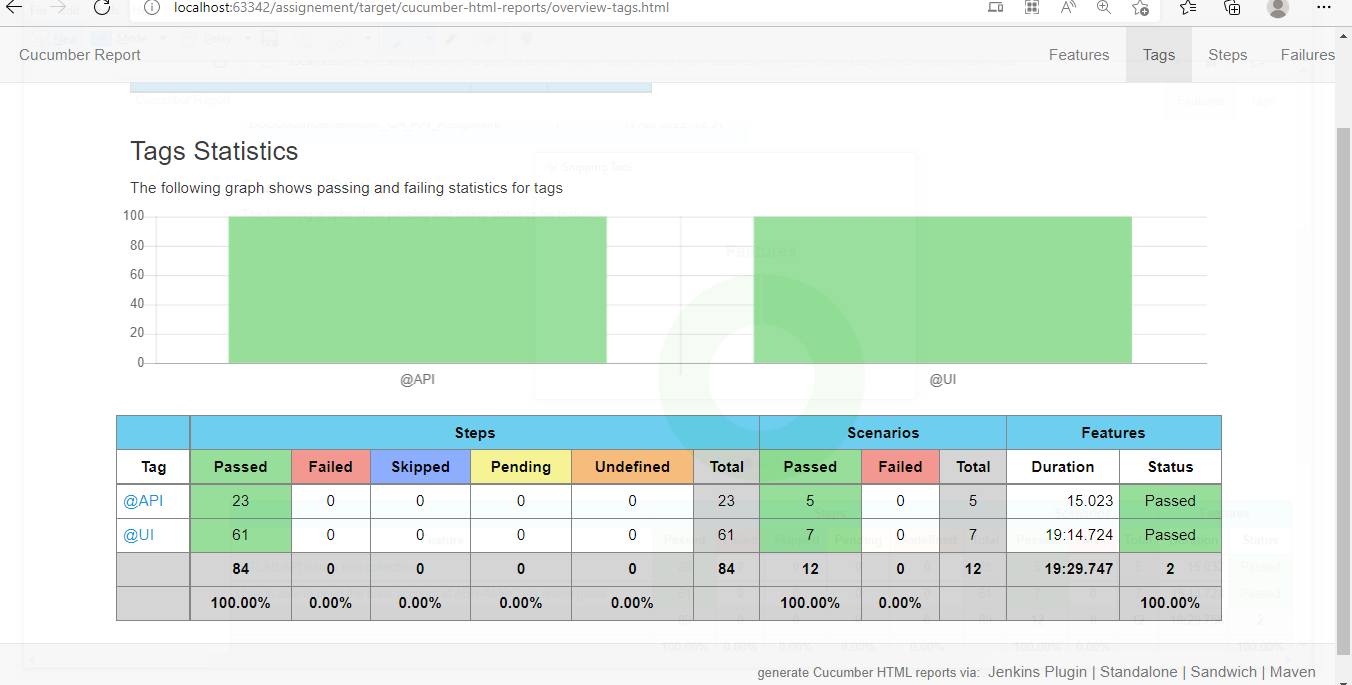 localhost:63342/assignement/target/cucumber-html-reports/overview-tags.html
Cucumber Report Features Tags Steps Failures
Tags Statistics
The following graph shows passing and failing statistics for tags
100
80
60
40
20
0
@API @UI
Steps Scenarios Features
Tag Passed Failed Skipped Pending Undefined Total Passed Failed Total Duration Status
@API 23 0 0 0 0 23 5 0 5 15.023 Passed
@UI 61 0 0 0 0 61 7 0 7 19:14.724 Passed
84 0 0 0 0 84 12 0 12 19:29.747 2
100.00% 0.00% 0.00% 0.00% 0.00% 100.00% 0.00% 100.00%
generate Cucumber HTML reports via: Jenkins Plugin | Standalone | Sandwich | Maven